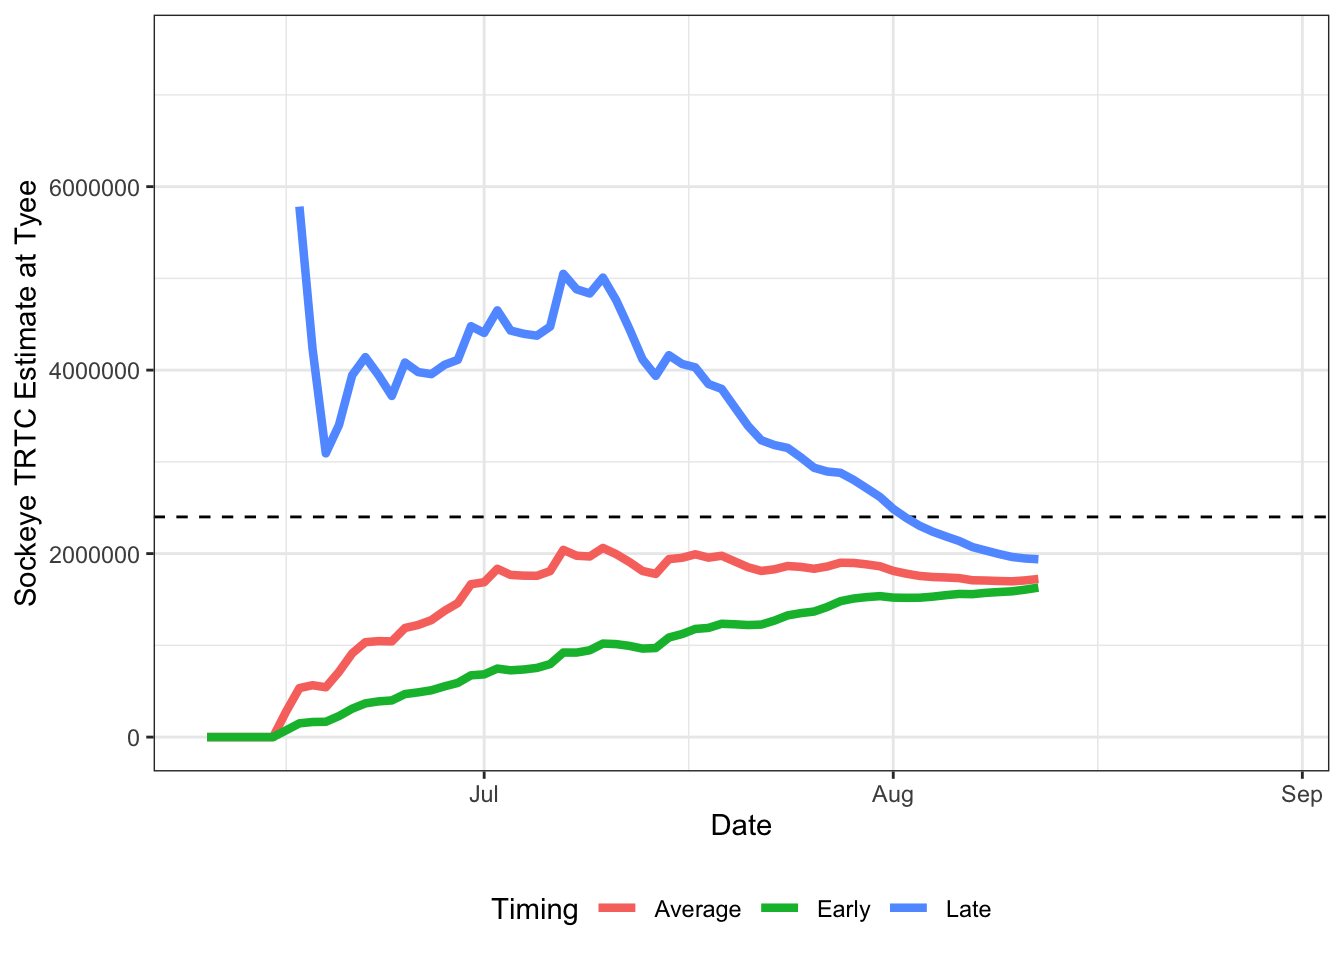 Sockeye TRTC Estimate at Tyee
6000000
4000000
2000000
0
Jul
Aug
Sep
Date
Timing Average Early Late